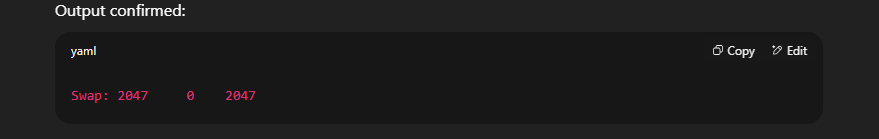 Output confirmed:
yaml Copy Edit
Swap: 2047 0 2047